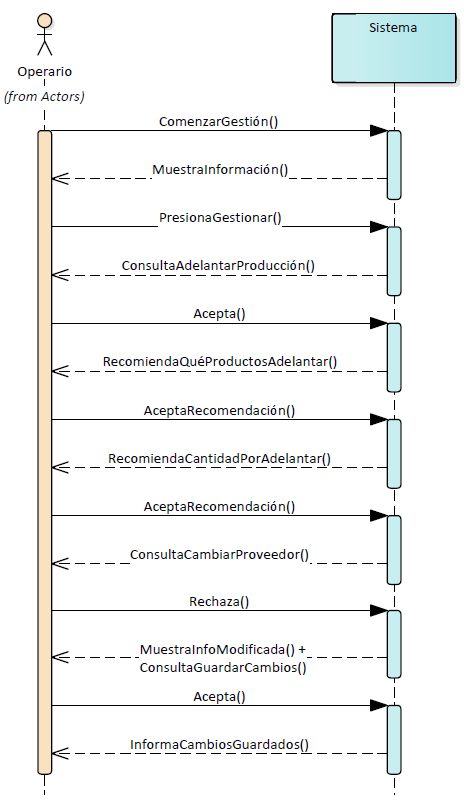 Sistema
Operario
(from Actors)
ComenzarGestión()
MuestraInformación()
PresionaGestionar()
ConsultaAdelantarProducción()
Acepta()
RecomiendaQuéProductosAdelantar()
AceptaRecomendación()
RecomiendaCantidadPorAdelantar()
AceptaRecomendación()
ConsultaCambiarProveedor()
Rechaza()
MuestraInfoModificada() +
ConsultaGuardarCambios()
Acepta()
InformaCambiosGuardados()